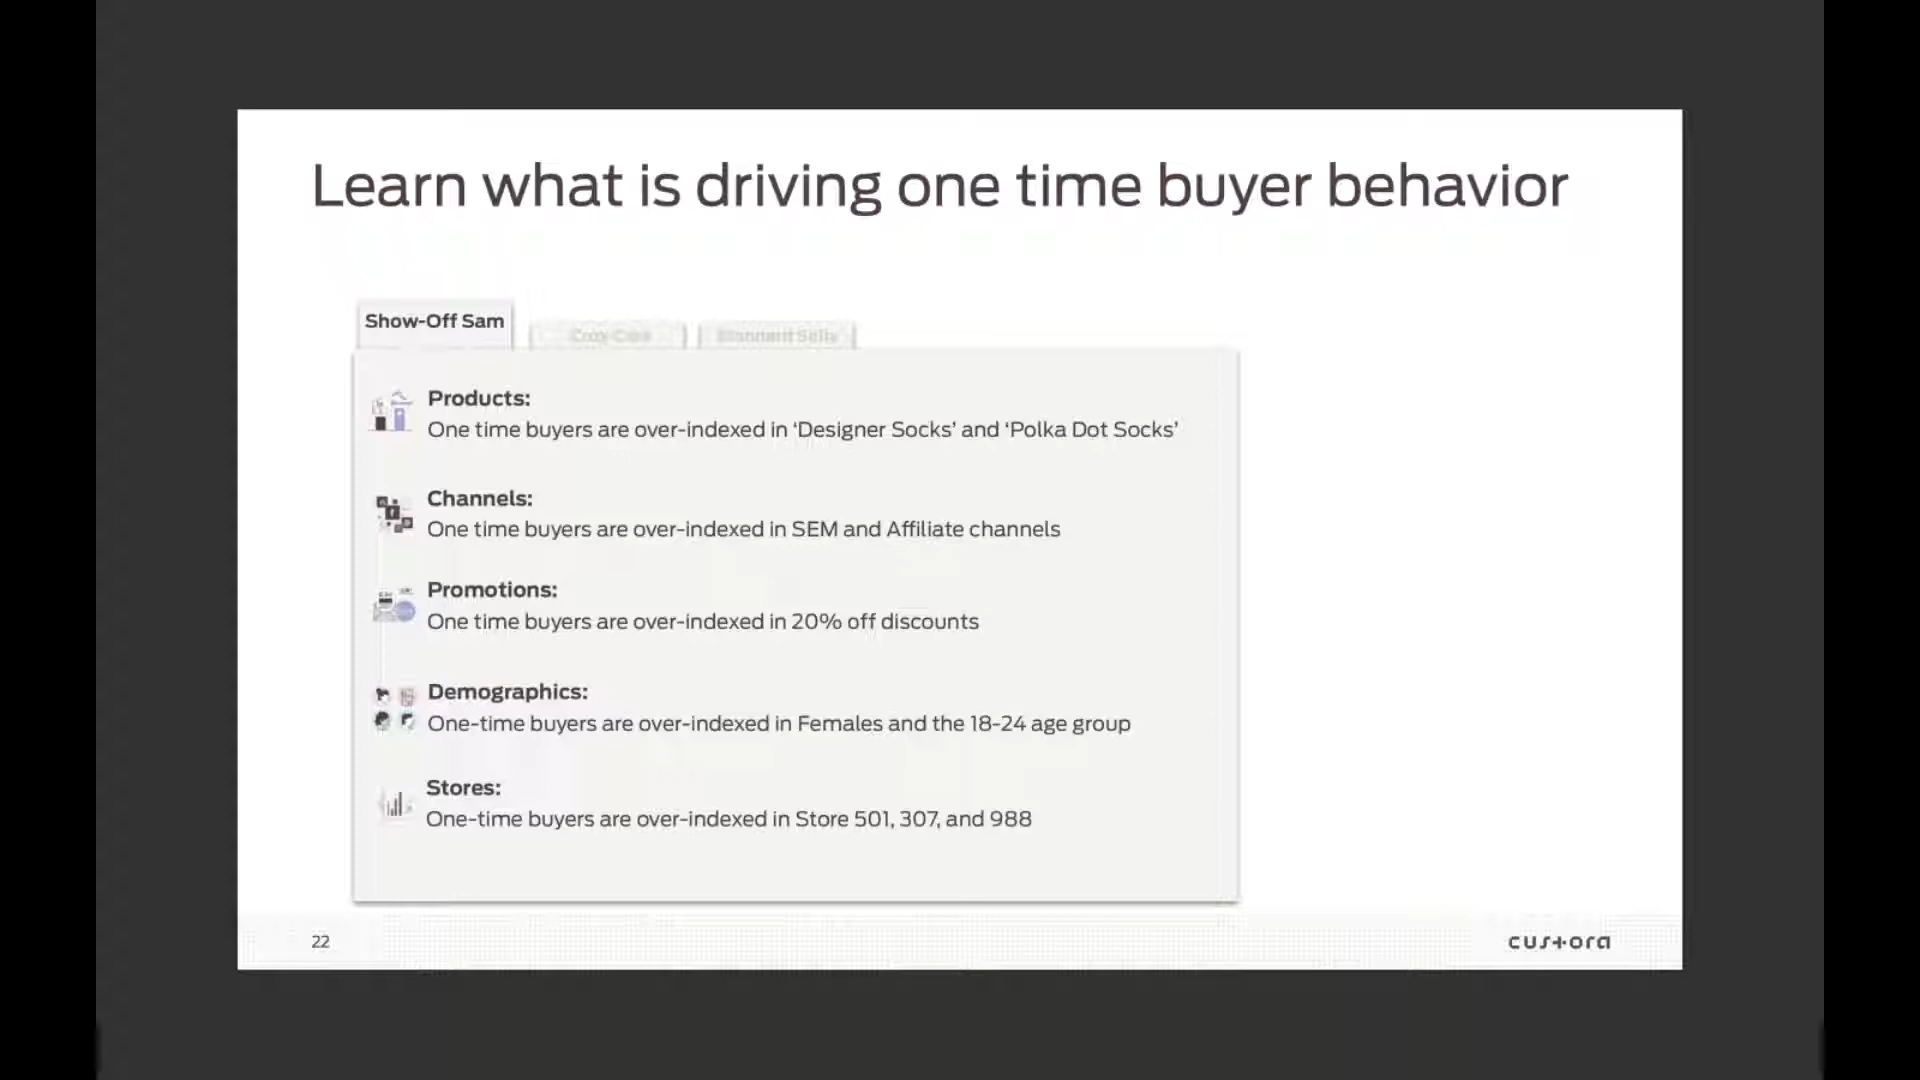 Learn what is driving one time buyer behavior
Show-Off Sam
Products:
One time buyers are over-indexed in ‘Designer Socks’ and ‘Polka Dot Socks’
Channels:
One time buyers are over-indexed in SEM and Affiliate channels
Promotions:
One time buyers are over-indexed in 20% off discounts
Demographics:
One-time buyers are over-indexed in Females and the 18-24 age group
Stores:
One-time buyers are over-indexed in Store 501, 307, and 988
22
custora